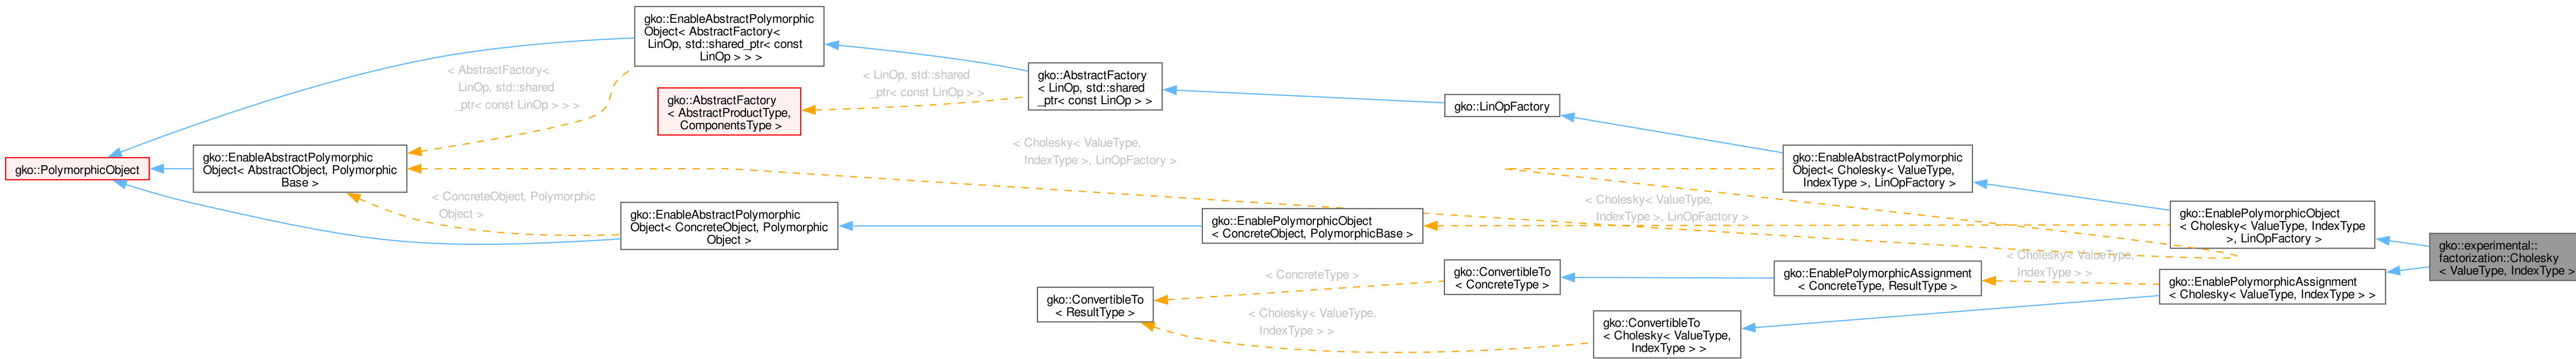 gko::PolymorphicObject
gko::EnableAbstractPolymorphic
Object< AbstractObject, Polymorphic
Base >
gko::EnableAbstractPolymorphic
Object< AbstractFactory<
LinOp, std::shared_ptr< const
LinOp > > >
< AbstractFactory<
LinOp, std::shared
_ptr< const LinOp > > >
gko::AbstractFactory
< AbstractProductType,
ComponentsType >
< LinOp, std::shared
_ptr< const LinOp > >
gko::AbstractFactory
< LinOp, std::shared
_ptr< const LinOp > >
gko::LinOpFactory
< Cholesky< ValueType,
IndexType >, LinOpFactory >
gko::EnableAbstractPolymorphic
Object< Cholesky< ValueType,
IndexType >, LinOpFactory >
< ConcreteObject, Polymorphic
Object >
gko::EnableAbstractPolymorphic
Object< ConcreteObject, Polymorphic
Object >
gko::EnablePolymorphicObject
< ConcreteObject, PolymorphicBase >
< Cholesky< ValueType,
IndexType >, LinOpFactory >
gko::EnablePolymorphicObject
< Cholesky< ValueType, IndexType
>, LinOpFactory >
gko::experimental::
factorization::Cholesky
< ValueType, IndexType >
gko::ConvertibleTo
< ResultType >
< ConcreteType >
gko::ConvertibleTo
< ConcreteType >
gko::EnablePolymorphicAssignment
< ConcreteType, ResultType >
< Cholesky< ValueType,
IndexType > >
gko::EnablePolymorphicAssignment
< Cholesky< ValueType, IndexType > >
< Cholesky< ValueType,
IndexType > >
gko::ConvertibleTo
< Cholesky< ValueType,
IndexType > >